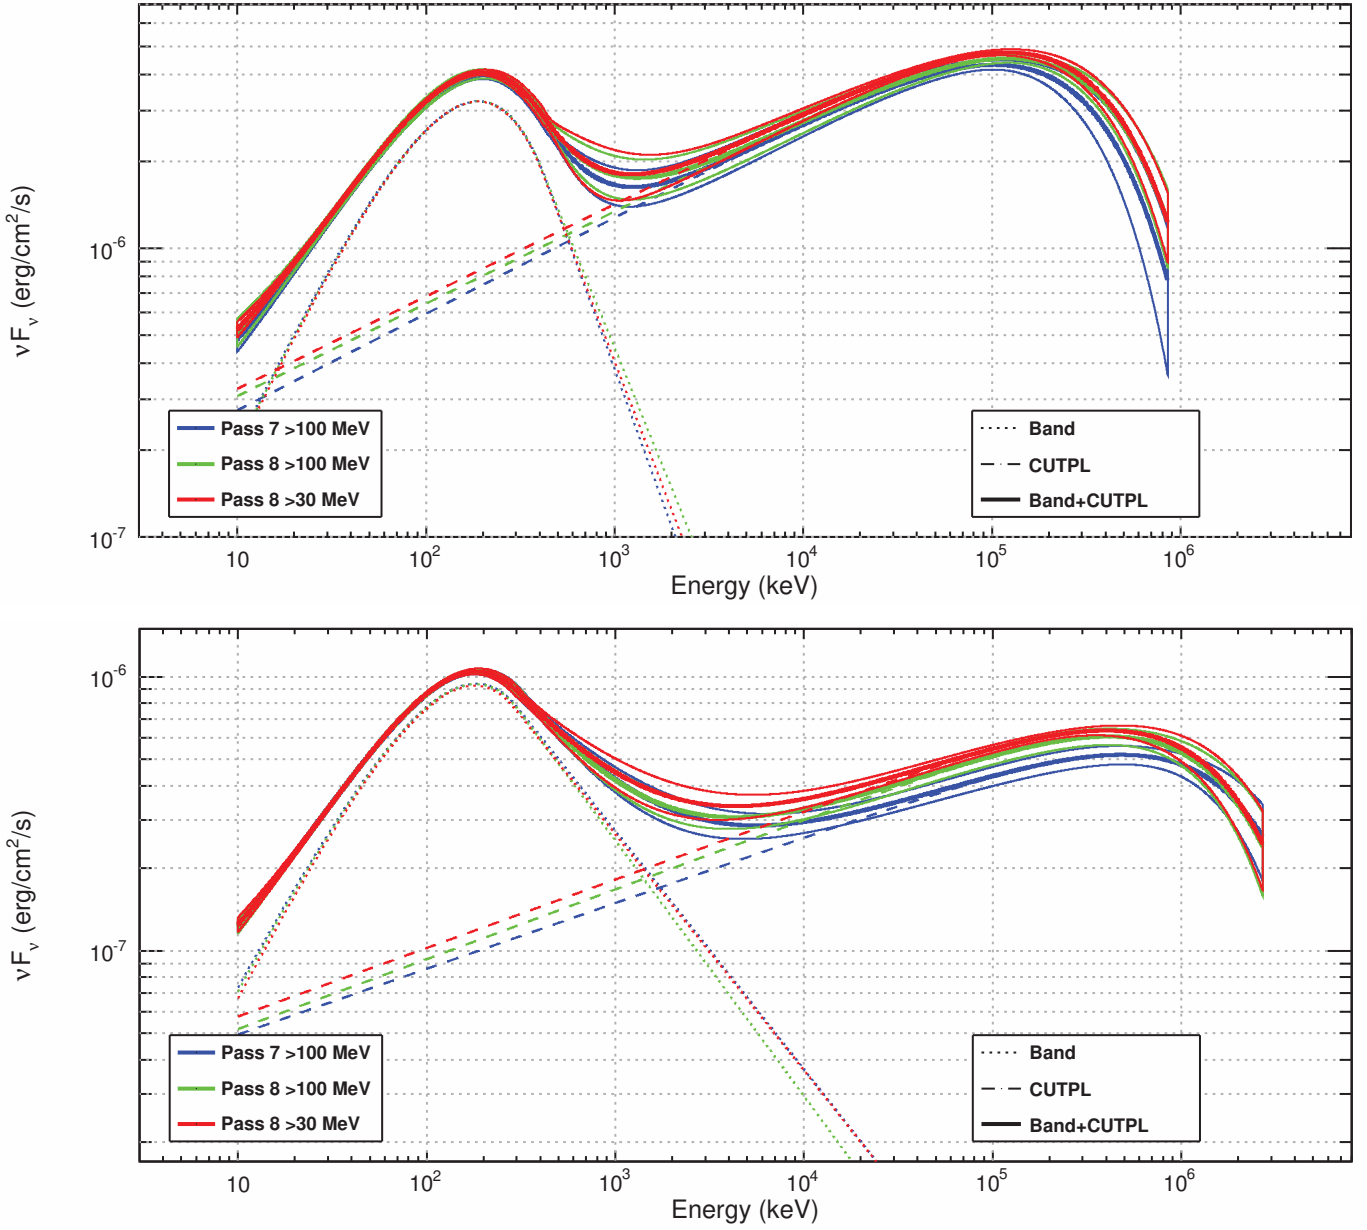 νFν (erg/cm²/s)
10⁻⁶
10⁻⁷
Pass 7 >100 MeV
Pass 8 >100 MeV
Pass 8 >30 MeV
Band
CUTPL
Band+CUTPL
10 10² 10³ 10⁴ 10⁵ 10⁶
Energy (keV)
νFν (erg/cm²/s)
10⁻⁶
10⁻⁷
Pass 7 >100 MeV
Pass 8 >100 MeV
Pass 8 >30 MeV
Band
CUTPL
Band+CUTPL
10 10² 10³ 10⁴ 10⁵ 10⁶
Energy (keV)